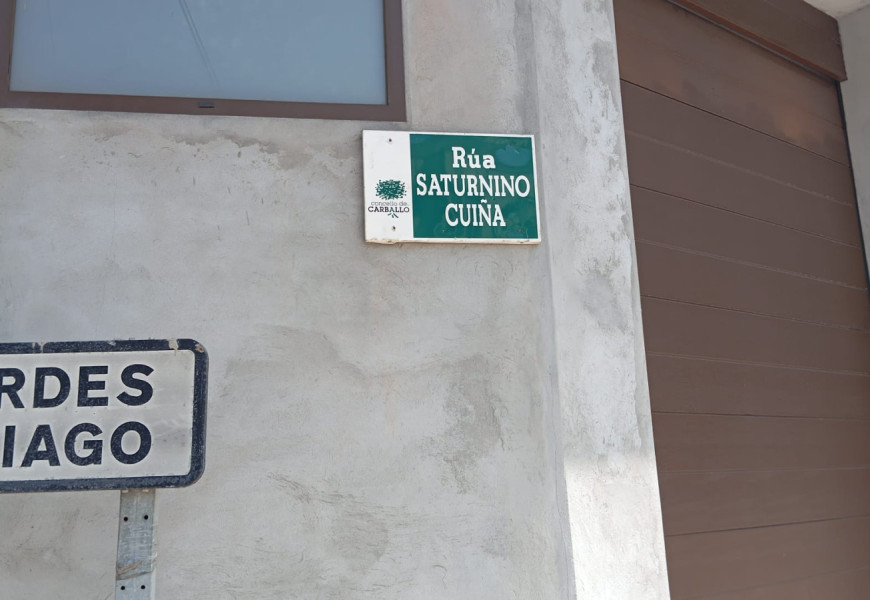 Rúa
SATURNINO
CUIÑA
concello de
CARBALLO
RDES
IAGO